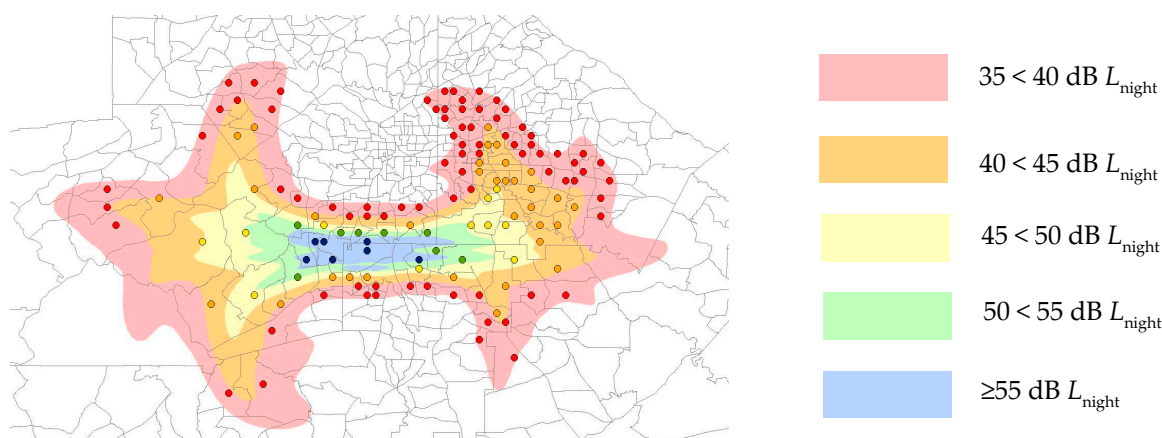 35 < 40 dB Lnight
40 < 45 dB Lnight
45 < 50 dB Lnight
50 < 55 dB Lnight
≥55 dB Lnight